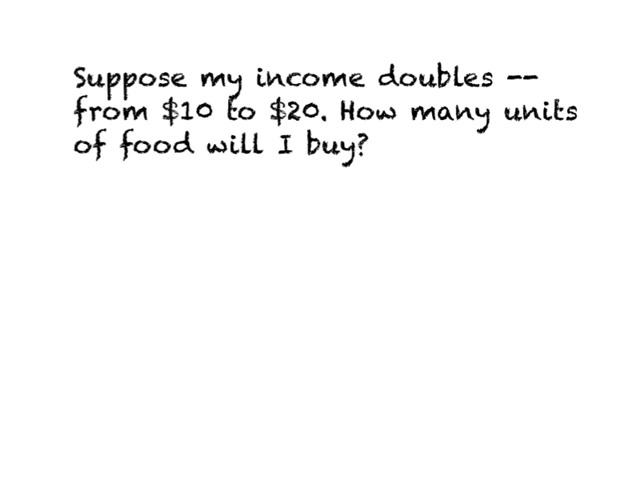 Suppose my income doubles --
from $10 to $20. How many units
of food will I buy?